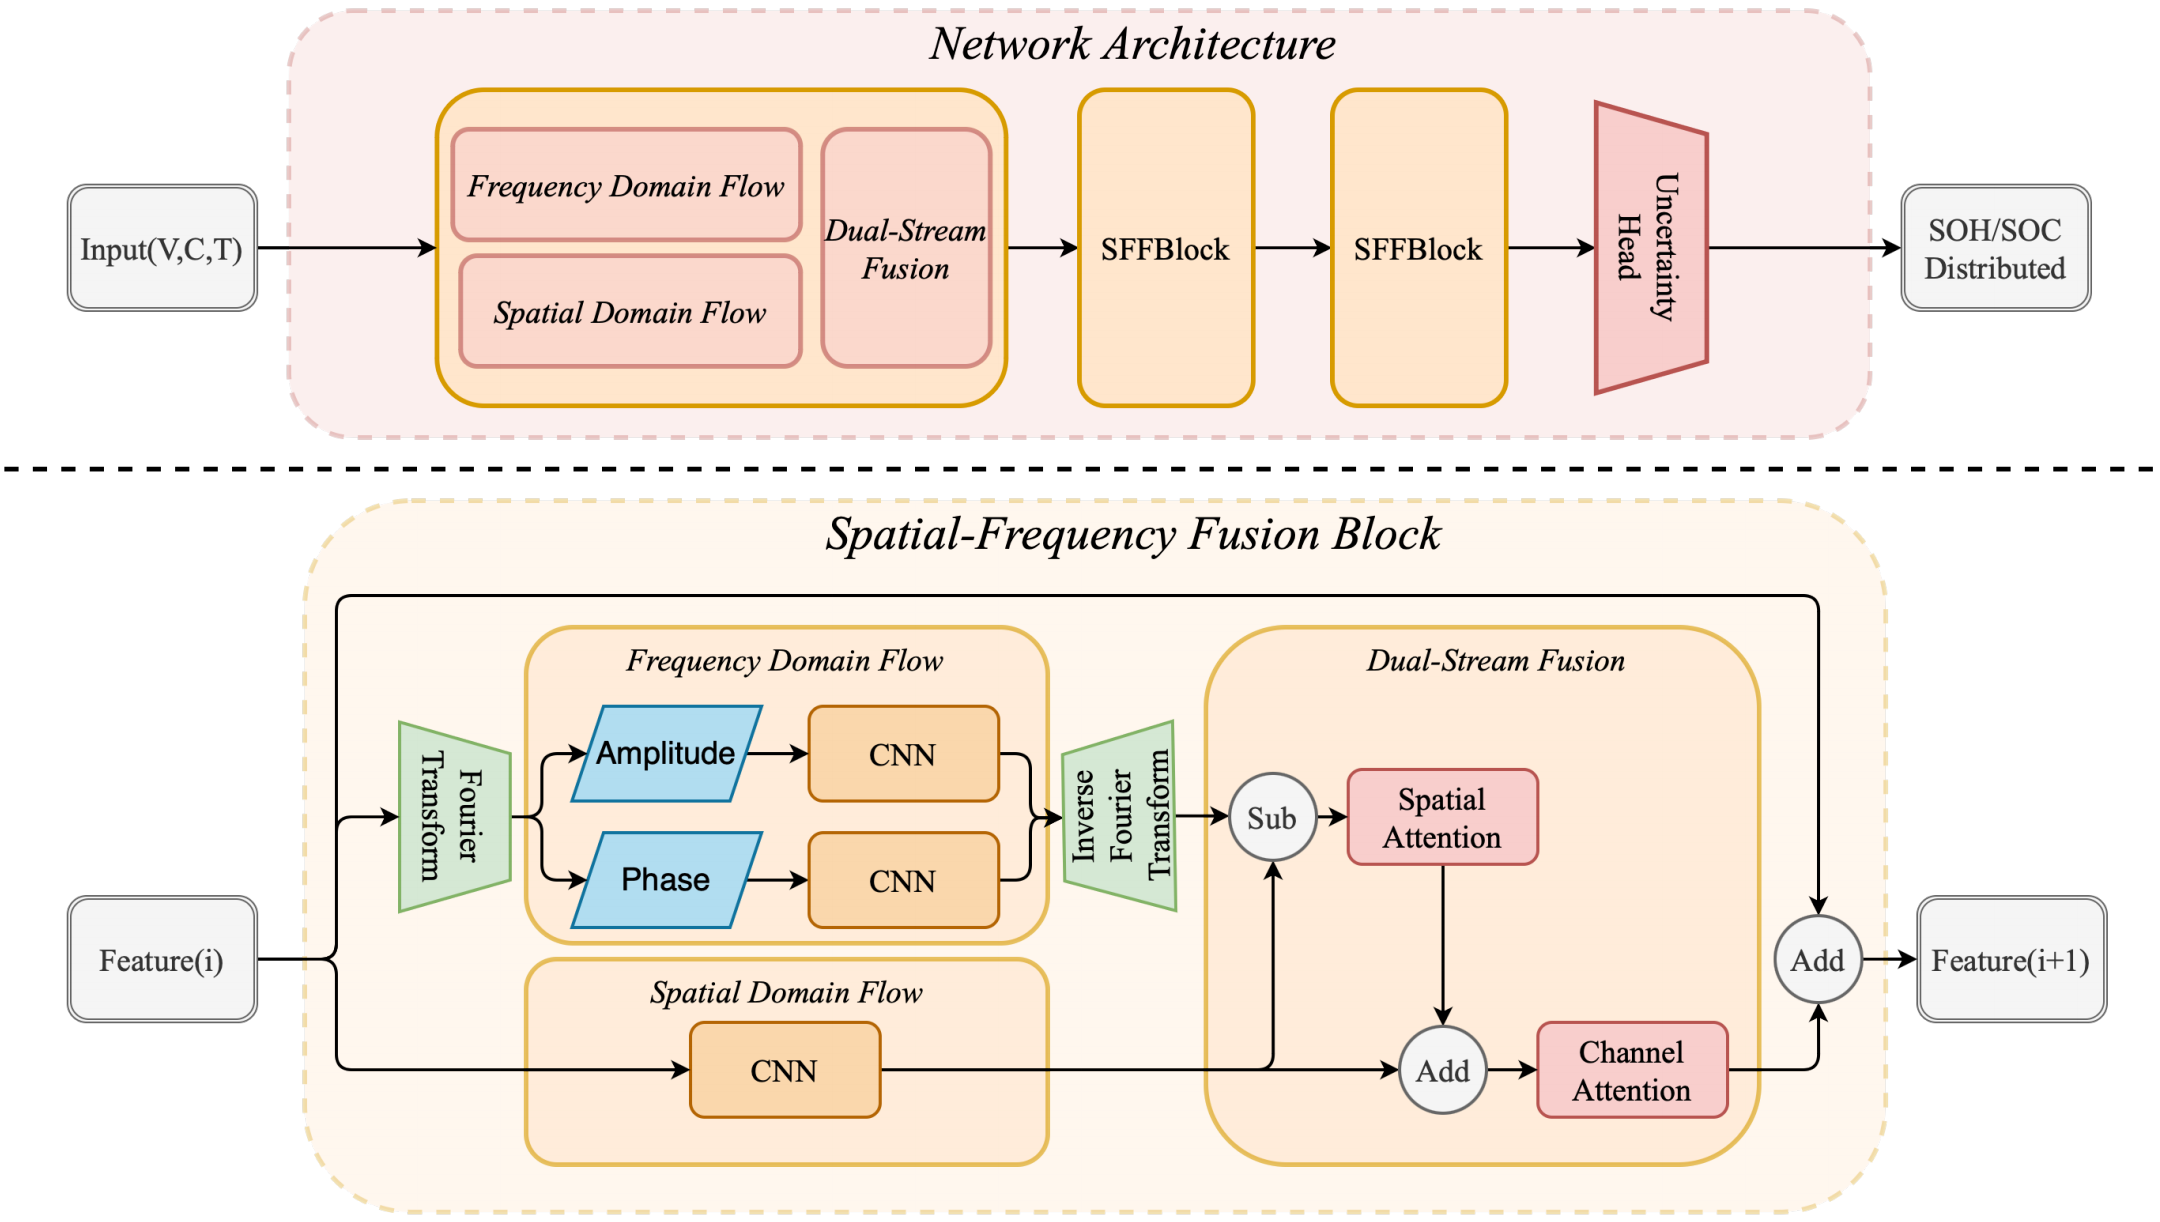 Network Architecture
Input(V,C,T)
Frequency Domain Flow
Spatial Domain Flow
Dual-Stream
Fusion
SFFBlock
SFFBlock
Uncertainty
Head
SOH/SOC
Distributed
Spatial-Frequency Fusion Block
Feature(i)
Fourier
Transform
Frequency Domain Flow
Amplitude
CNN
Phase
CNN
Inverse
Fourier
Transform
Spatial Domain Flow
CNN
Dual-Stream Fusion
Sub
Spatial
Attention
Add
Channel
Attention
Add
Feature(i+1)